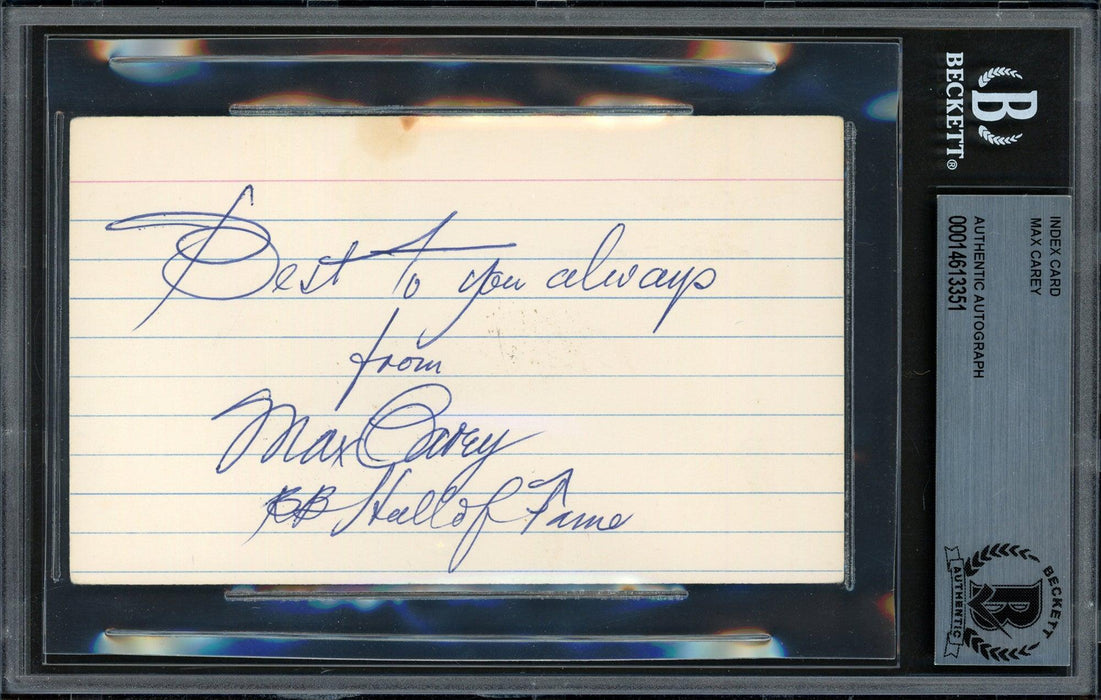 Best to you always
from
Max Carey
BB Hall of Fame
BECKETT®
B
INDEX CARD
MAX CAREY
AUTHENTIC AUTOGRAPH
00014613351
BECKETT
B
AUTHENTIC